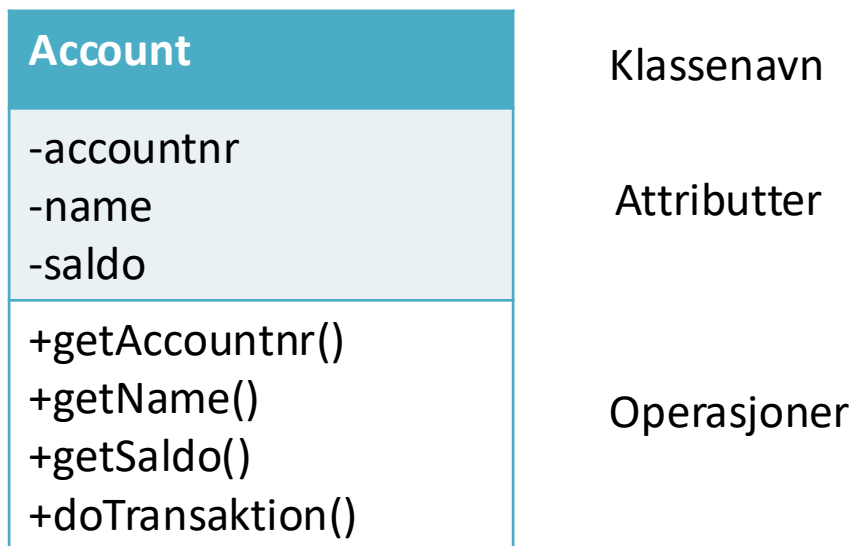 Account
Klassenavn
-accountnr
-name
-saldo
Attributter
+getAccountnr()
+getName()
+getSaldo()
+doTransaktion()
Operasjoner